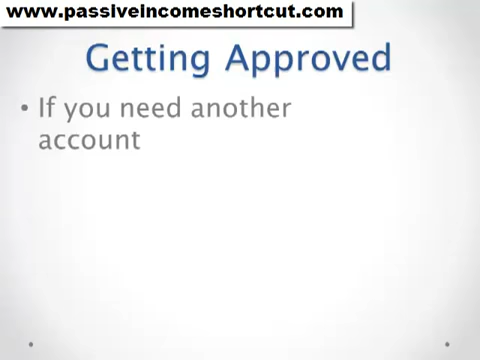 www.passiveincomeshortcut.com
Getting Approved
• If you need another
account